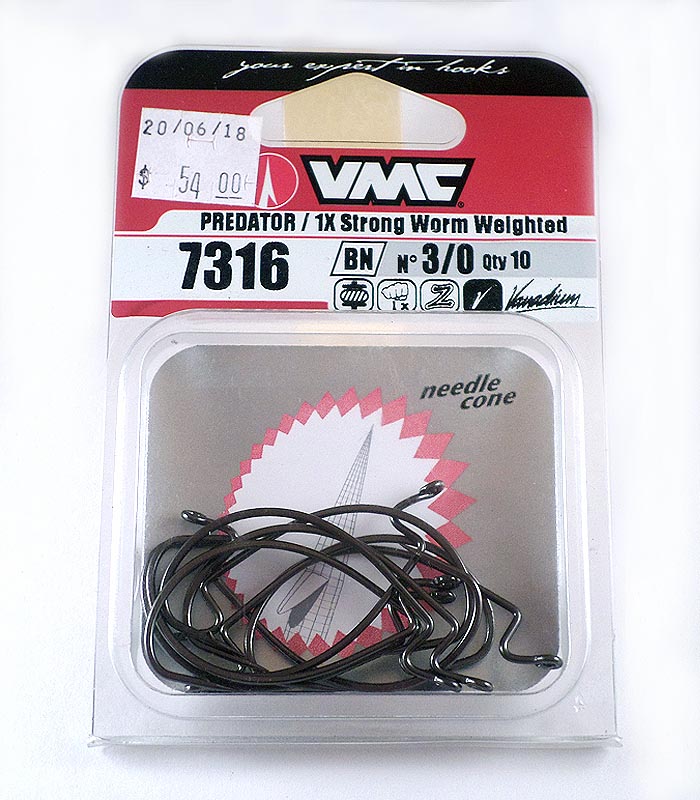 your expert in hooks
20/06/18
$ 54 00
VMC®
PREDATOR / 1X Strong Worm Weighted
7316 BN N° 3/0 Qty 10
1 X Z Vanadium
needle
cone